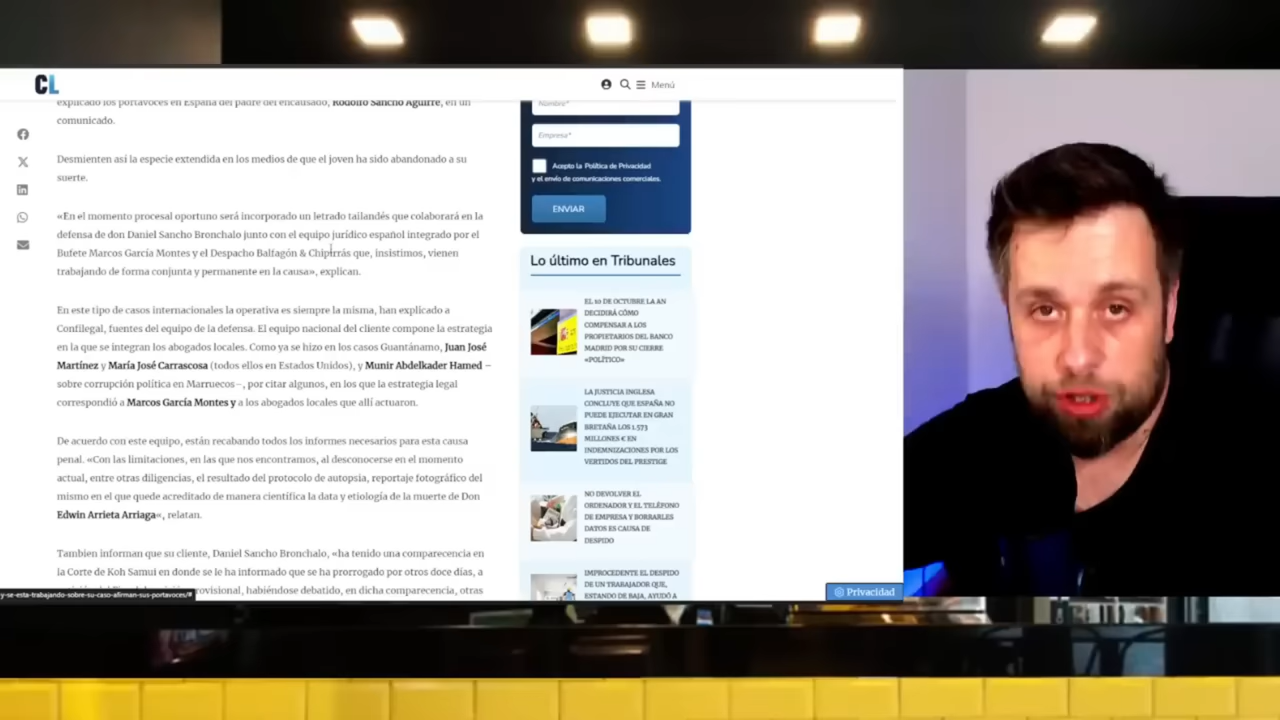 CL
Menú
explicado los portavoces en España del padre del encausado, Rodolfo Sancho Aguirre, en un
comunicado.
Desmienten así la especie extendida en los medios de que el joven ha sido abandonado a su
suerte.
«En el momento procesal oportuno será incorporado un letrado tailandés que colaborará en la
defensa de don Daniel Sancho Bronchalo junto con el equipo jurídico español integrado por el
Bufete Marcos García Montes y el Despacho Balfagón & Chipirrás que, insistimos, vienen
trabajando de forma conjunta y permanente en la causa», explican.
En este tipo de casos internacionales la operativa es siempre la misma, han explicado a
Confilegal, fuentes del equipo de la defensa. El equipo nacional del cliente compone la estrategia
en la que se integran los abogados locales. Como ya se hizo en los casos Guantánamo, Juan José
Martínez y María José Carrascosa (todos ellos en Estados Unidos), y Munir Abdelkader Hamed –
sobre corrupción política en Marruecos–, por citar algunos, en los que la estrategia legal
correspondió a Marcos García Montes y a los abogados locales que allí actuaron.
De acuerdo con este equipo, están recabando todos los informes necesarios para esta causa
penal. «Con las limitaciones, en las que nos encontramos, al desconocerse en el momento
actual, entre otras diligencias, el resultado del protocolo de autopsia, reportaje fotográfico del
mismo en el que quede acreditado de manera científica la data y etiología de la muerte de Don
Edwin Arrieta Arriaga«, relatan.
Tambien informan que su cliente, Daniel Sancho Bronchalo, «ha tenido una comparecencia en
la Corte de Koh Samui en donde se le ha informado que se ha prorrogado por otros doce días, a
rovisional, habiéndose debatido, en dicha comparecencia, otras
y-se-esta-trabajando-sobre-su-caso-afirman-sus-portavoces/#
Nombre*
Empresa*
Acepto la Política de Privacidad
y el envío de comunicaciones comerciales.
ENVIAR
Lo último en Tribunales
EL 10 DE OCTUBRE LA AN
DECIDIRÁ CÓMO
COMPENSAR A LOS
PROPIETARIOS DEL BANCO
MADRID POR SU CIERRE
«POLÍTICO»
LA JUSTICIA INGLESA
CONCLUYE QUE ESPAÑA NO
PUEDE EJECUTAR EN GRAN
BRETAÑA LOS 1.573
MILLONES € EN
INDEMNIZACIONES POR LOS
VERTIDOS DEL PRESTIGE
NO DEVOLVER EL
ORDENADOR Y EL TELÉFONO
DE EMPRESA Y BORRARLES
DATOS ES CAUSA DE
DESPIDO
IMPROCEDENTE EL DESPIDO
DE UN TRABAJADOR QUE,
ESTANDO DE BAJA, AYUDÓ A
Privacidad